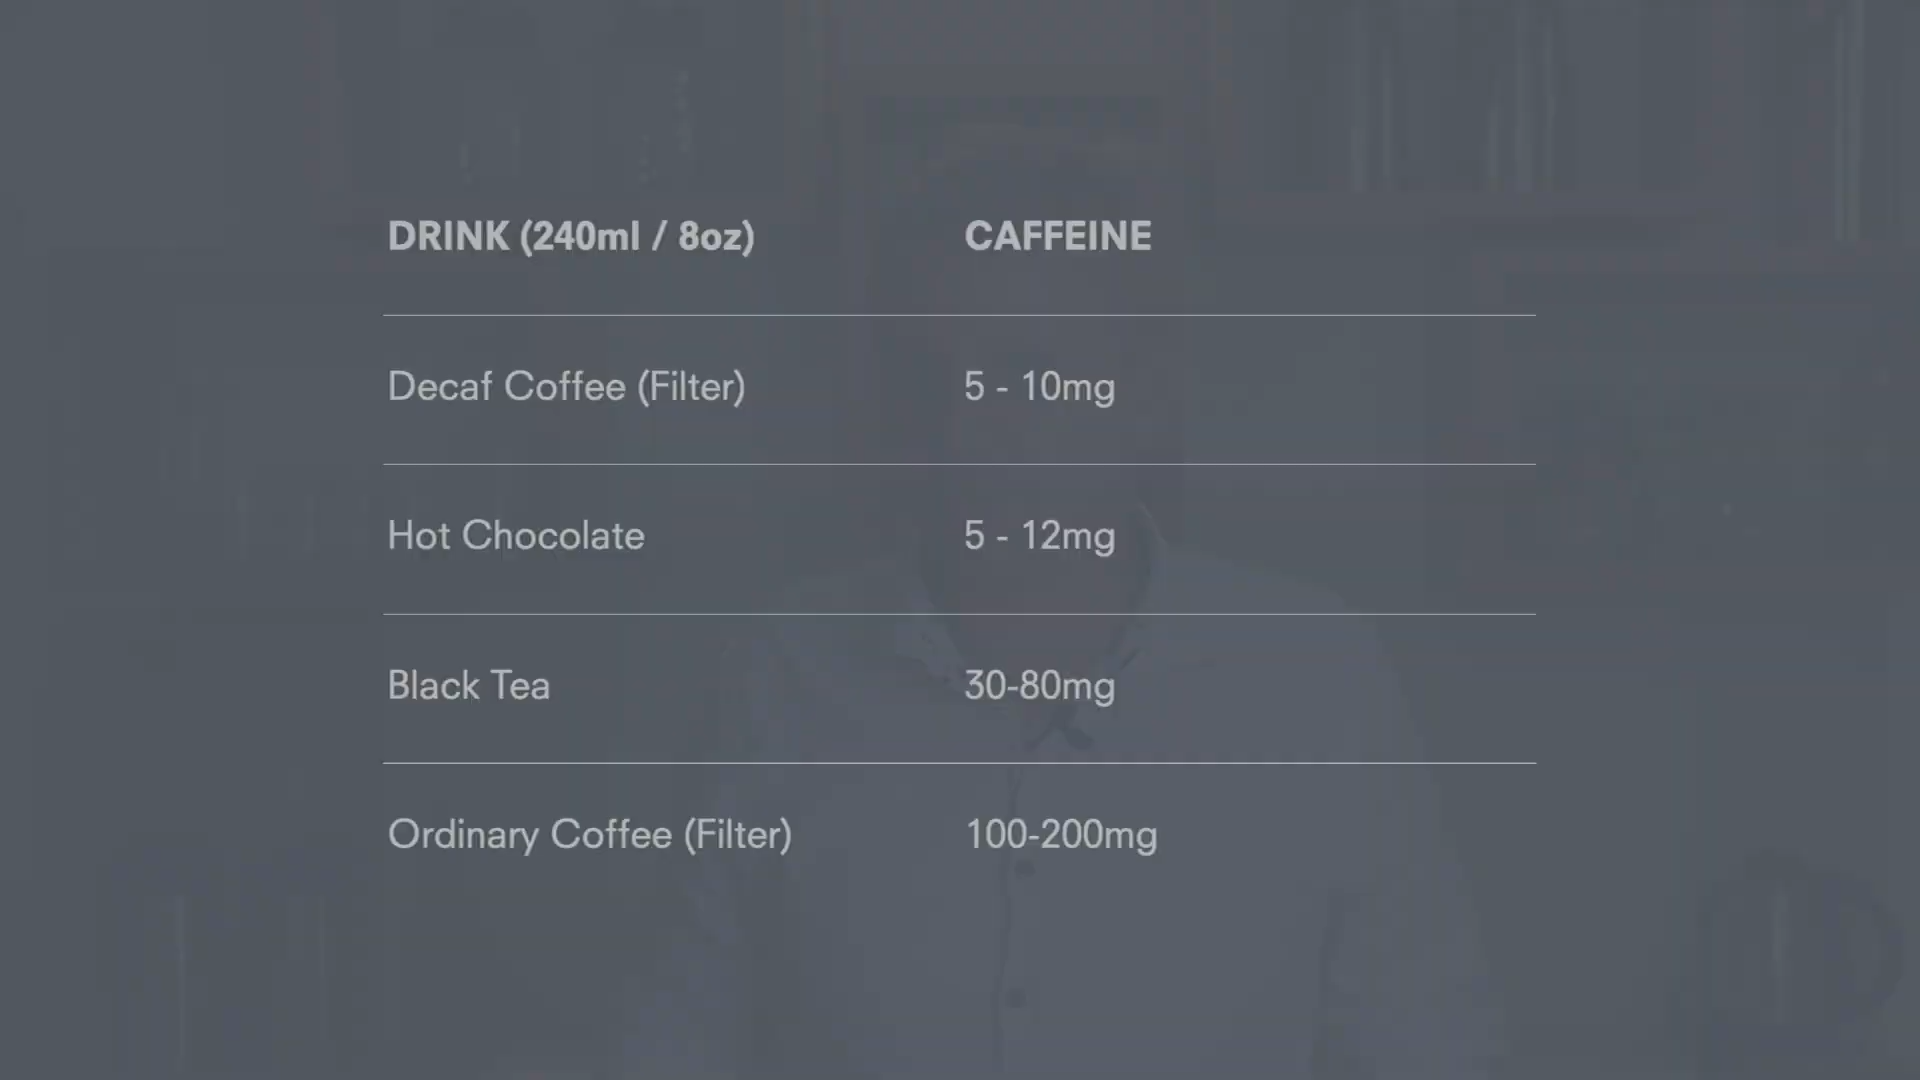 DRINK (240ml / 8oz) CAFFEINE
Decaf Coffee (Filter) 5 - 10mg
Hot Chocolate 5 - 12mg
Black Tea 30-80mg
Ordinary Coffee (Filter) 100-200mg